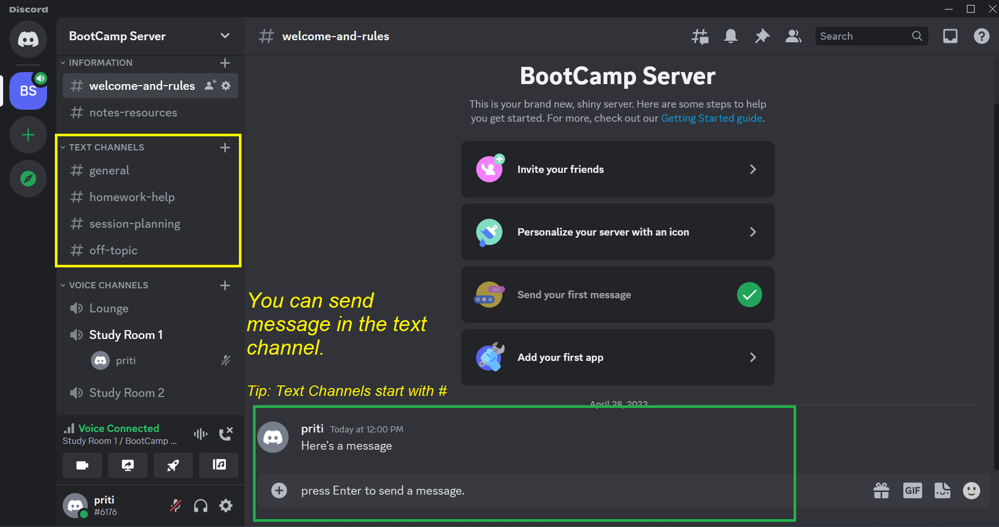 Discord
BootCamp Server
# welcome-and-rules
Search
INFORMATION
# welcome-and-rules
# notes-resources
TEXT CHANNELS
# general
# homework-help
# session-planning
# off-topic
VOICE CHANNELS
Lounge
Study Room 1
priti
Study Room 2
Voice Connected
Study Room 1 / BootCamp ...
priti
#6176
BS
BootCamp Server
This is your brand new, shiny server. Here are some steps to help
you get started. For more, check out our Getting Started guide.
Invite your friends
Personalize your server with an icon
Hi!
Send your first message
Add your first app
You can send
message in the text
channel.
Tip: Text Channels start with #
April 28, 2023
priti Today at 12:00 PM
Here's a message
press Enter to send a message.
GIF